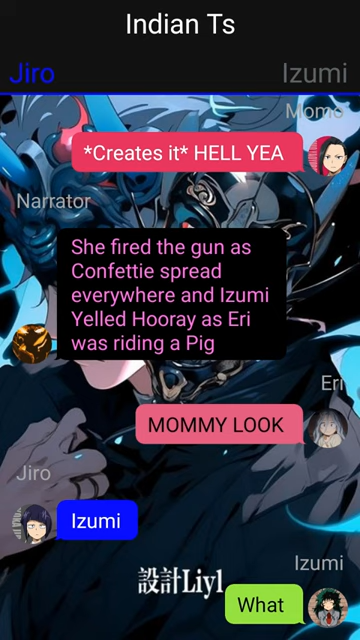 Indian Ts
Jiro
Izumi
Momo
*Creates it* HELL YEA
Narrator
She fired the gun as
Confettie spread
everywhere and Izumi
Yelled Hooray as Eri
was riding a Pig
Eri
MOMMY LOOK
Jiro
Izumi
Izumi
設計Liyl
What